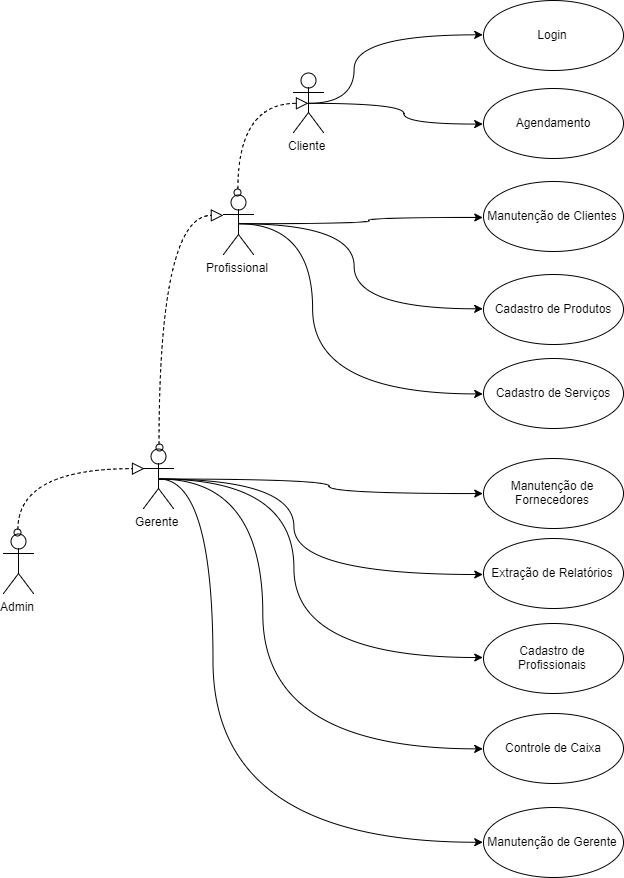 Login
Agendamento
Cliente
Manutenção de Clientes
Profissional
Cadastro de Produtos
Cadastro de Serviços
Manutenção de
Fornecedores
Gerente
Extração de Relatórios
Admin
Cadastro de
Profissionais
Controle de Caixa
Manutenção de Gerente